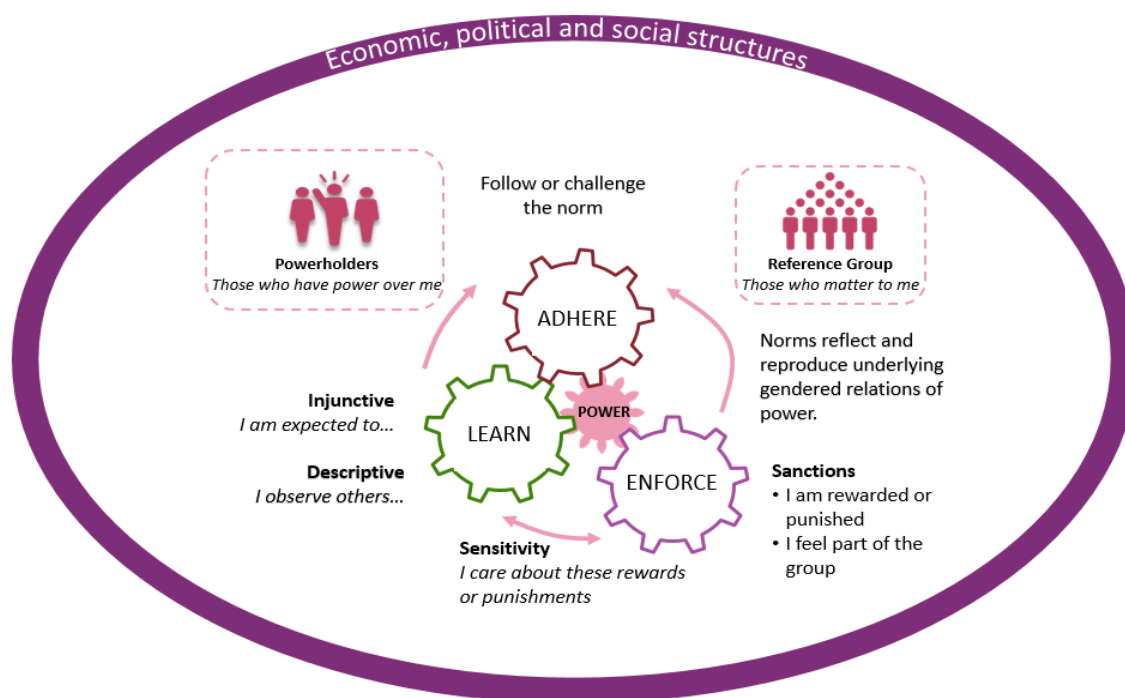 Economic, political and social structures
Powerholders
Those who have power over me
Follow or challenge
the norm
Reference Group
Those who matter to me
ADHERE
Norms reflect and
reproduce underlying
gendered relations of
power.
Injunctive
I am expected to...
Descriptive
I observe others...
LEARN
POWER
ENFORCE
Sanctions
• I am rewarded or
punished
• I feel part of the
group
Sensitivity
I care about these rewards
or punishments